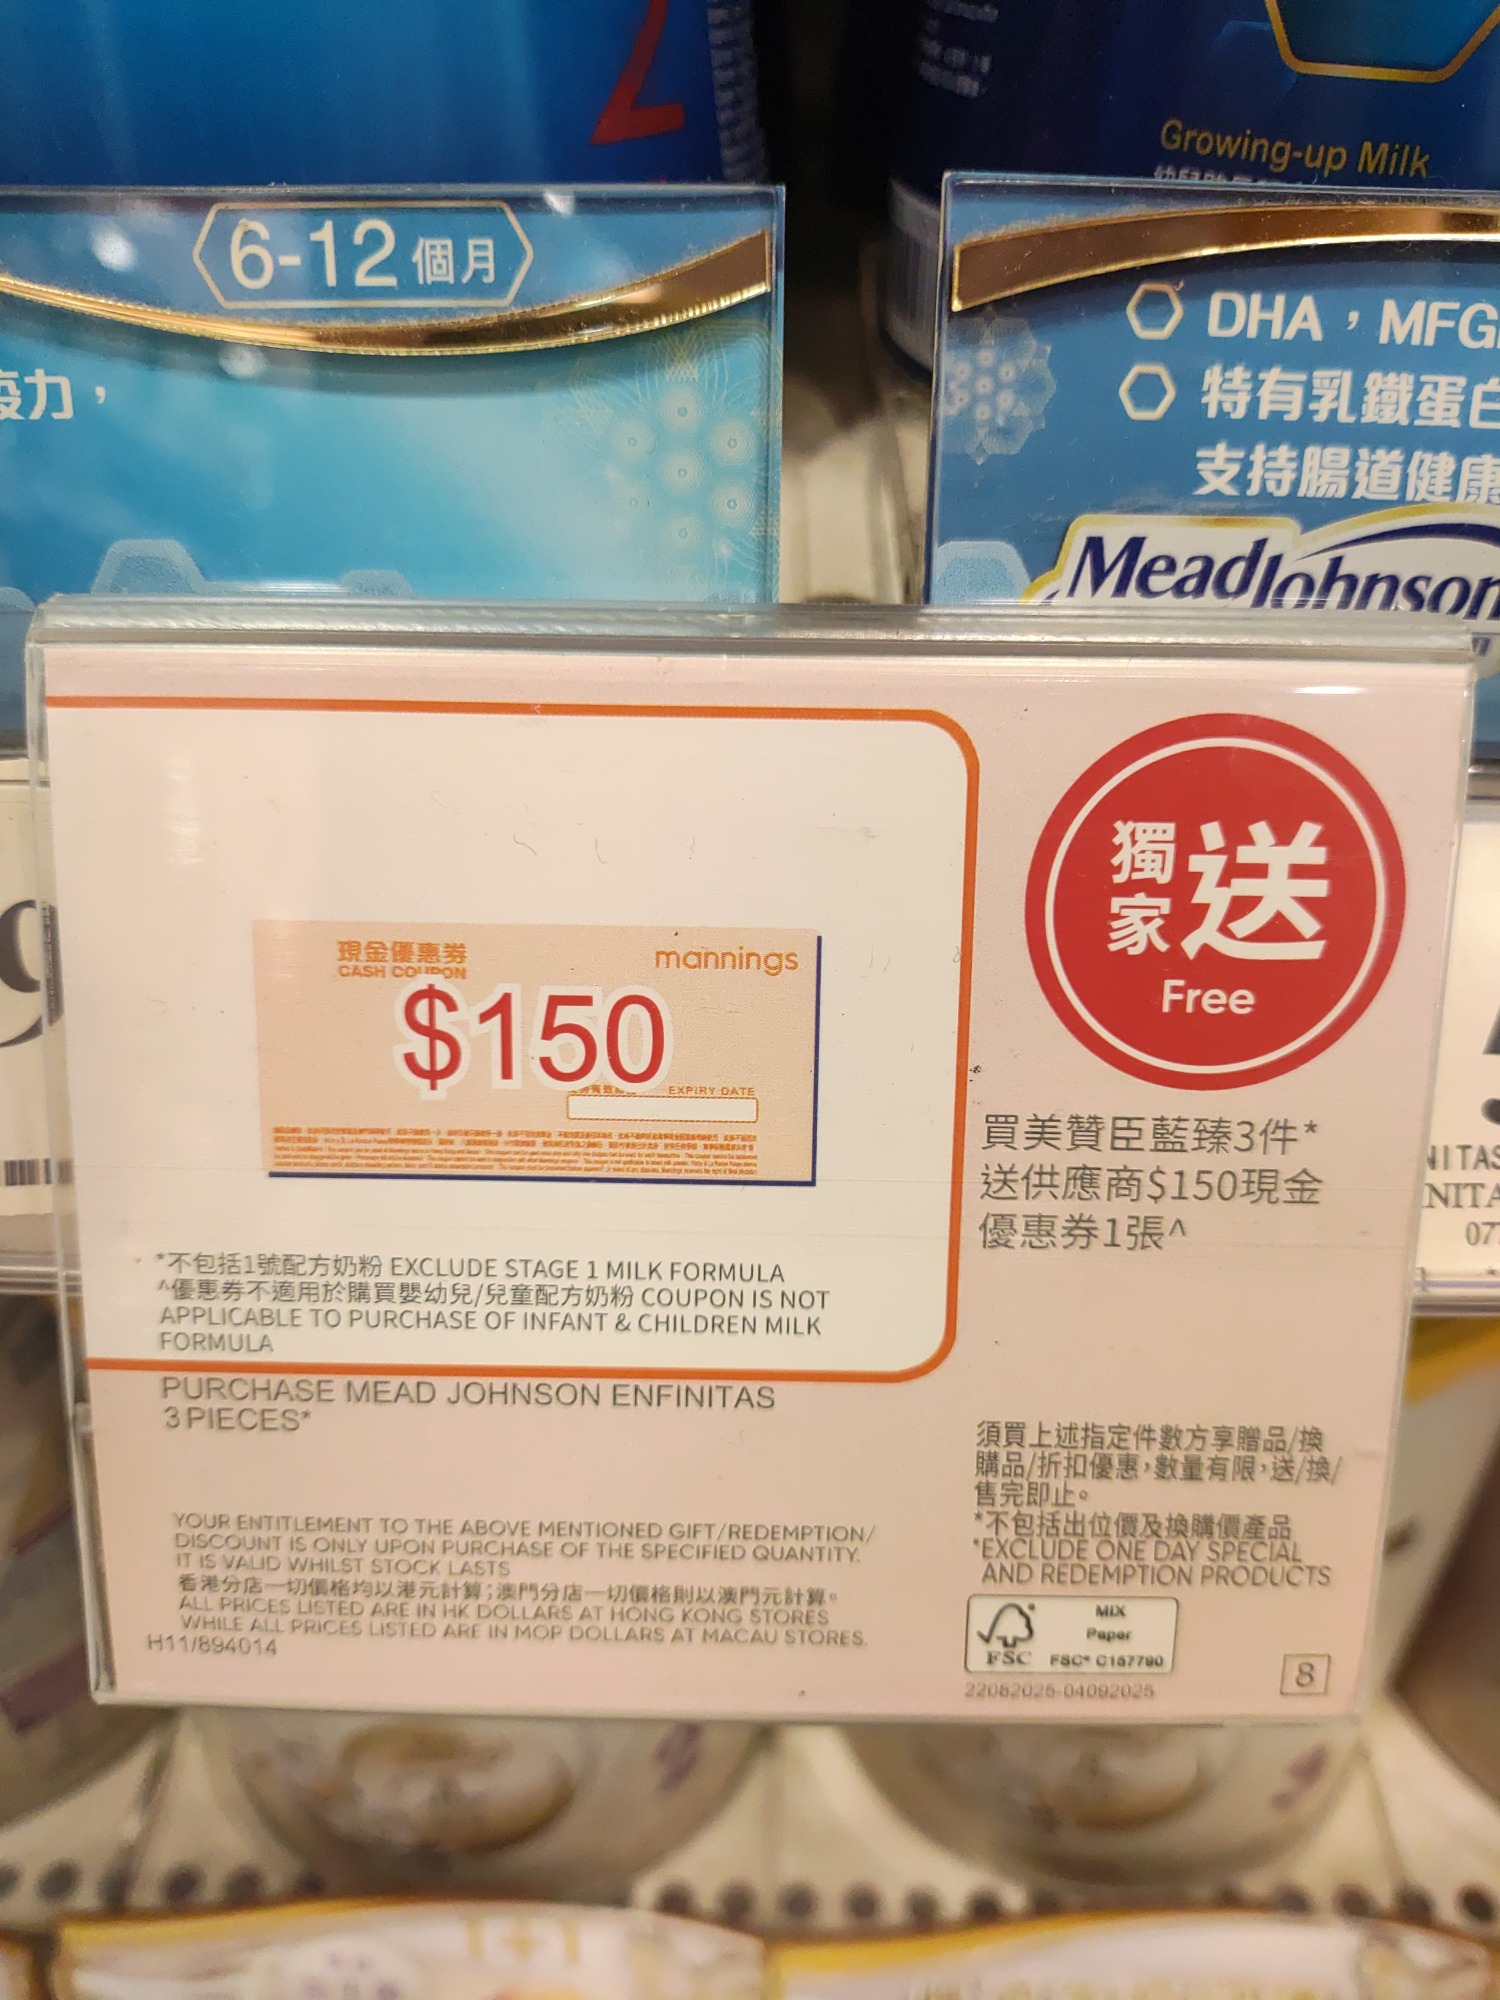 Growing-up Milk
6-12個月
疫力，
DHA，MFG
特有乳鐵蛋白
支持腸道健康
MeadJohnson
現金優惠券
mannings
CASH COUPON
$150
EXPIRY DATE
獨家送
Free
買美贊臣藍臻3件*
送供應商$150現金
優惠券1張^
*不包括1號配方奶粉 EXCLUDE STAGE 1 MILK FORMULA
^優惠券不適用於購買嬰幼兒/兒童配方奶粉 COUPON IS NOT
APPLICABLE TO PURCHASE OF INFANT & CHILDREN MILK
FORMULA
PURCHASE MEAD JOHNSON ENFINITAS
3 PIECES*
須買上述指定件數方享贈品/換
購品/折扣優惠，數量有限，送/換/
售完即止。
*不包括出位價及換購價產品
*EXCLUDE ONE DAY SPECIAL
AND REDEMPTION PRODUCTS
YOUR ENTITLEMENT TO THE ABOVE MENTIONED GIFT/REDEMPTION/
DISCOUNT IS ONLY UPON PURCHASE OF THE SPECIFIED QUANTITY.
IT IS VALID WHILST STOCK LASTS
香港分店一切價格均以港元計算；澳門分店一切價格則以澳門元計算。
ALL PRICES LISTED ARE IN HK DOLLARS AT HONG KONG STORES
WHILE ALL PRICES LISTED ARE IN MOP DOLLARS AT MACAU STORES.
H11/894014
MIX
Paper
FSC
FSC® C157790
22082025-04092025
8